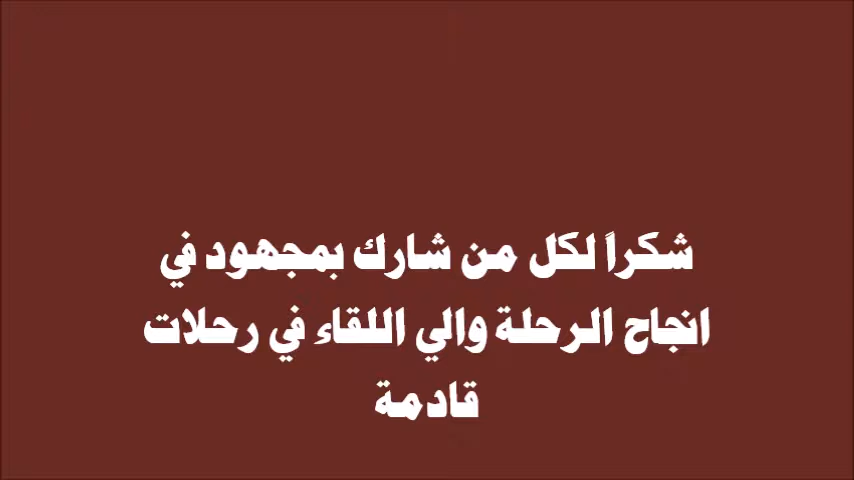 شكراً لكل من شارك بمجهود في
انجاح الرحلة والي اللقاء في رحلات
قادمة